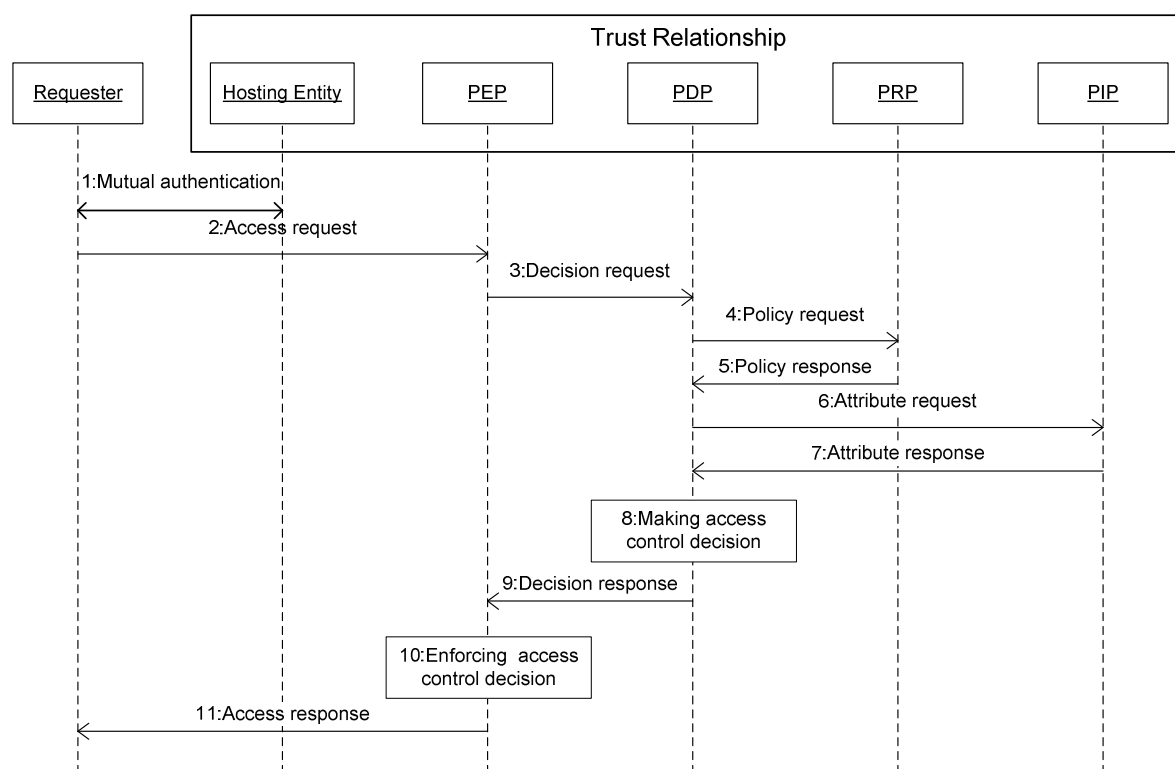 Trust Relationship
Requester
Hosting Entity
PEP
PDP
PRP
PIP
1:Mutual authentication
2:Access request
3:Decision request
4:Policy request
5:Policy response
6:Attribute request
7:Attribute response
8:Making access
control decision
9:Decision response
10:Enforcing access
control decision
11:Access response